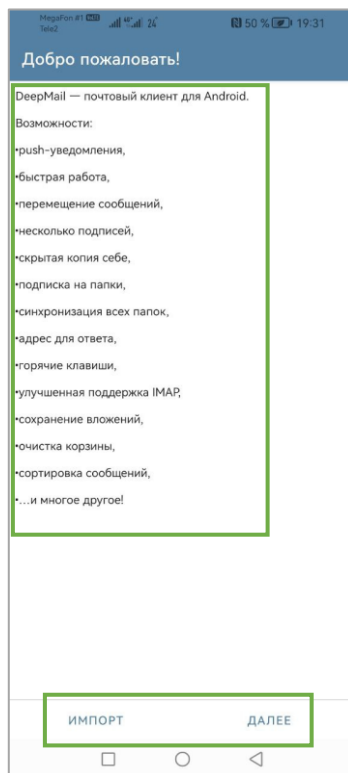 MegaFon #1
Tele2
50 % 19:31
Добро пожаловать!
DeepMail — почтовый клиент для Android.
Возможности:
•push-уведомления,
•быстрая работа,
•перемещение сообщений,
•несколько подписей,
•скрытая копия себе,
•подписка на папки,
•синхронизация всех папок,
•адрес для ответа,
•горячие клавиши,
•улучшенная поддержка IMAP,
•сохранение вложений,
•очистка корзины,
•сортировка сообщений,
•…и многое другое!
ИМПОРТ ДАЛЕЕ